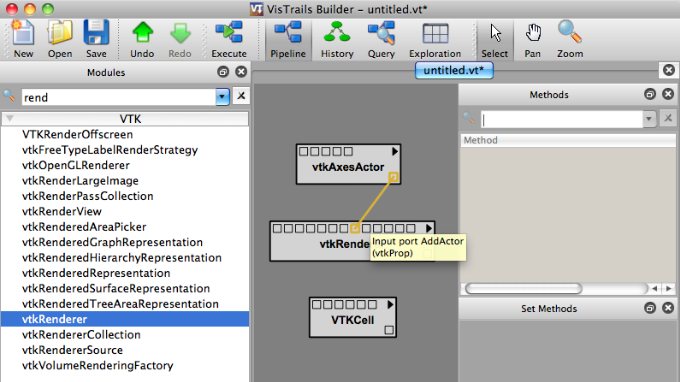 VisTrails Builder - untitled.vt*
New Open Save Undo Redo Execute Pipeline History Query Exploration Select Pan Zoom
untitled.vt*
Modules
rend
VTK
VTKRenderOffscreen
vtkFreeTypeLabelRenderStrategy
vtkOpenGLRenderer
vtkRenderLargeImage
vtkRenderPassCollection
vtkRenderView
vtkRenderedAreaPicker
vtkRenderedGraphRepresentation
vtkRenderedHierarchyRepresentation
vtkRenderedRepresentation
vtkRenderedSurfaceRepresentation
vtkRenderedTreeAreaRepresentation
vtkRenderer
vtkRendererCollection
vtkRendererSource
vtkVolumeRenderingFactory
vtkAxesActor
vtkRende
Input port AddActor
(vtkProp)
VTKCell
Methods
Method
Set Methods